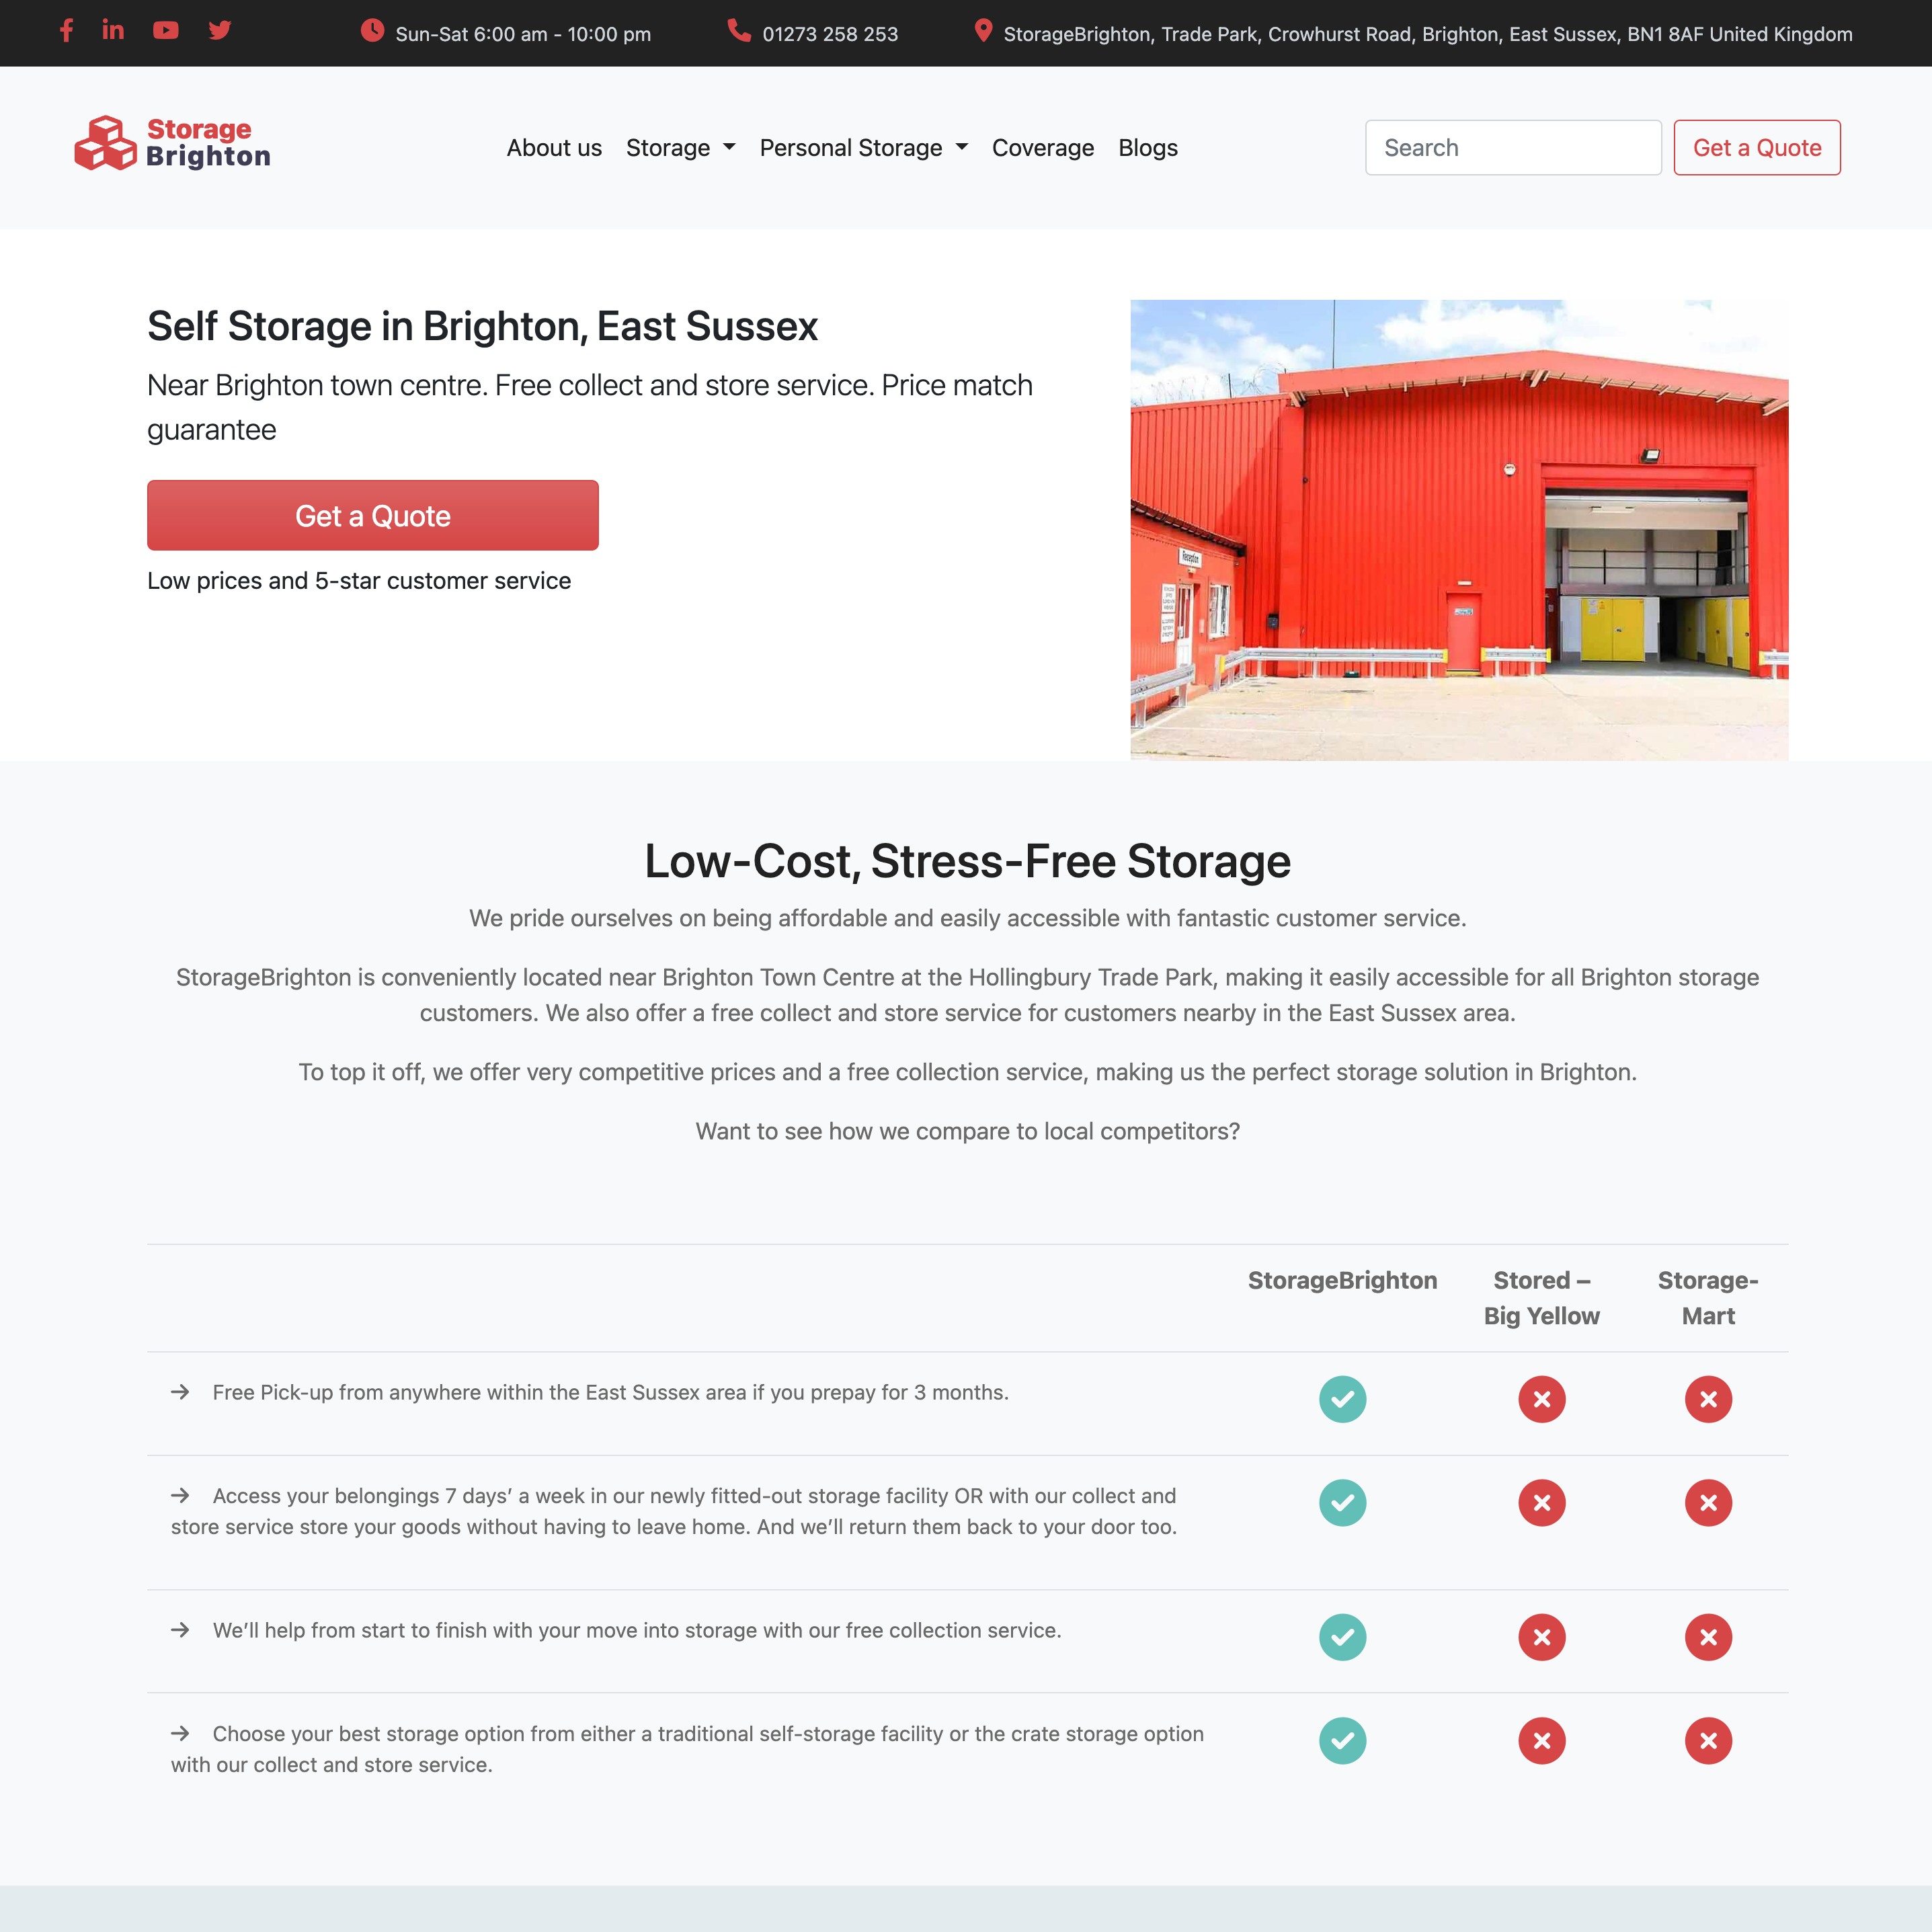 Sun-Sat 6:00 am - 10:00 pm
01273 258 253
StorageBrighton, Trade Park, Crowhurst Road, Brighton, East Sussex, BN1 8AF United Kingdom
Storage
Brighton
About us
Storage
Personal Storage
Coverage
Blogs
Search
Get a Quote
Self Storage in Brighton, East Sussex
Near Brighton town centre. Free collect and store service. Price match
guarantee
Get a Quote
Low prices and 5-star customer service
Reception
Low-Cost, Stress-Free Storage
We pride ourselves on being affordable and easily accessible with fantastic customer service.
StorageBrighton is conveniently located near Brighton Town Centre at the Hollingbury Trade Park, making it easily accessible for all Brighton storage
customers. We also offer a free collect and store service for customers nearby in the East Sussex area.
To top it off, we offer very competitive prices and a free collection service, making us the perfect storage solution in Brighton.
Want to see how we compare to local competitors?
StorageBrighton
Stored –
Big Yellow
Storage-
Mart
Free Pick-up from anywhere within the East Sussex area if you prepay for 3 months.
Access your belongings 7 days’ a week in our newly fitted-out storage facility OR with our collect and
store service store your goods without having to leave home. And we’ll return them back to your door too.
We’ll help from start to finish with your move into storage with our free collection service.
Choose your best storage option from either a traditional self-storage facility or the crate storage option
with our collect and store service.